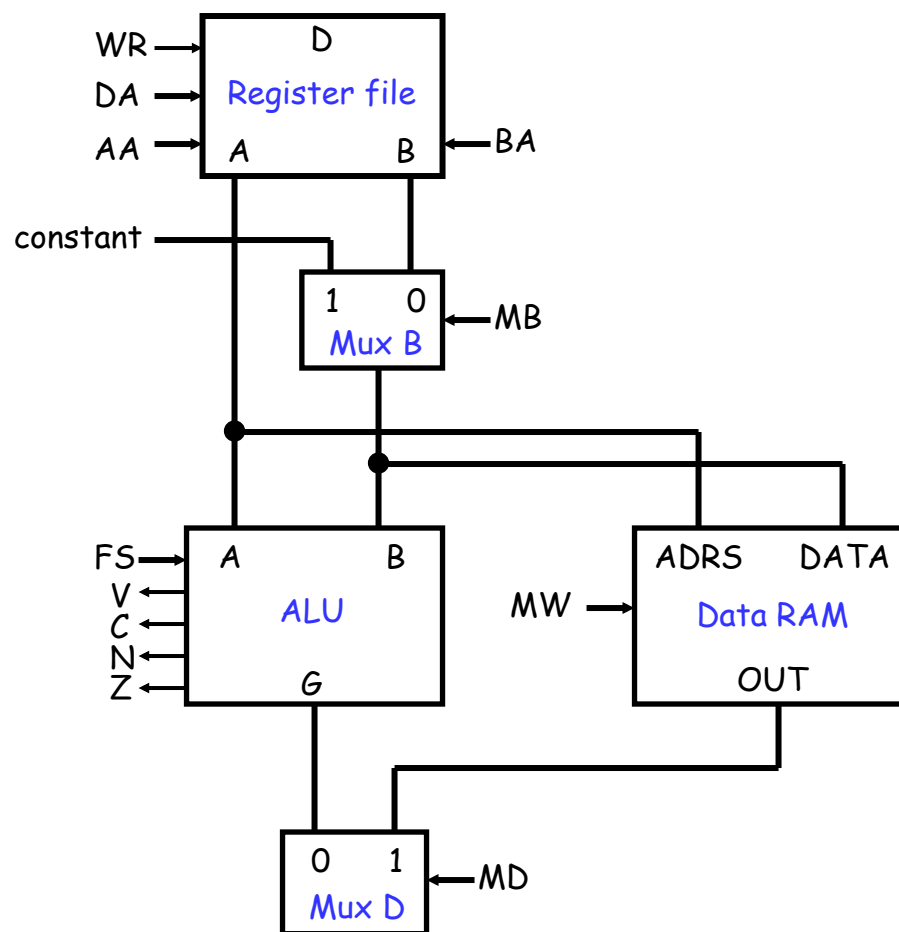 D
WR
Register file
DA
AA
A
B
BA
constant
1 0
MB
Mux B
FS
A
B
ADRS
DATA
V
ALU
MW
Data RAM
C
N
Z
G
OUT
0 1
MD
Mux D